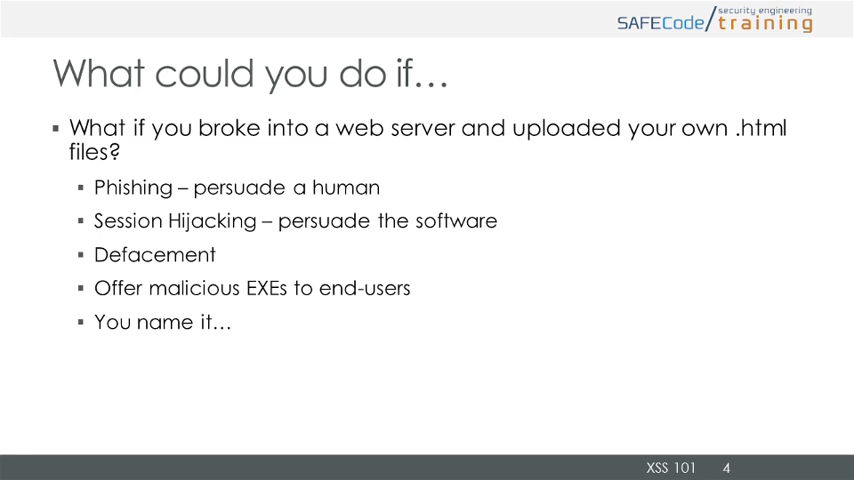 security engineering
SAFECode/training
What could you do if…
▪ What if you broke into a web server and uploaded your own .html
files?
▪ Phishing – persuade a human
▪ Session Hijacking – persuade the software
▪ Defacement
▪ Offer malicious EXEs to end-users
▪ You name it…
XSS 101 4